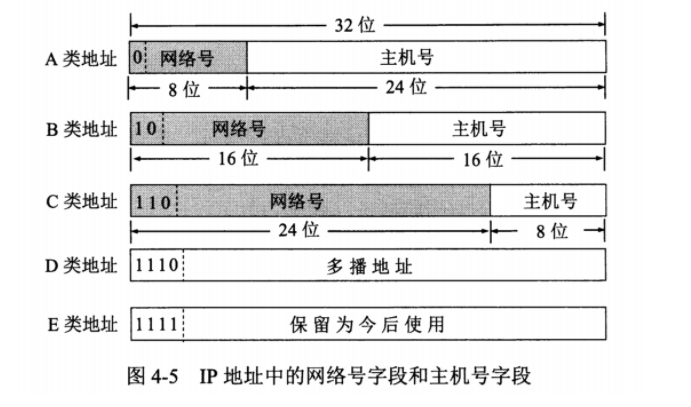 32 位
A 类地址 0 网络号 主机号
8 位 24 位
B 类地址 10 网络号 主机号
16 位 16 位
C 类地址 110 网络号 主机号
24 位 8 位
D 类地址 1110 多播地址
E 类地址 1111 保留为今后使用
图 4-5 IP 地址中的网络号字段和主机号字段